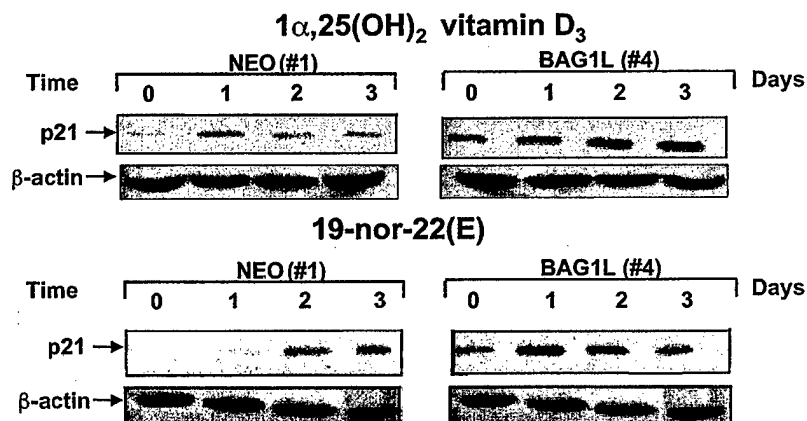 1α,25(OH)₂ vitamin D₃
NEO (#1) BAG1L (#4)
Time 0 1 2 3 0 1 2 3 Days
p21
β-actin
19-nor-22(E)
NEO (#1) BAG1L (#4)
Time 0 1 2 3 0 1 2 3 Days
p21
β-actin